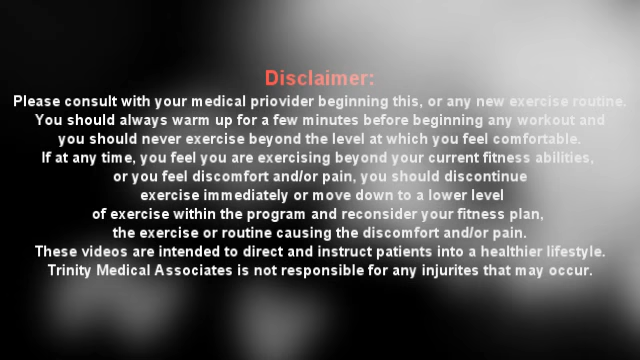 Disclaimer:
Please consult with your medical priovider beginning this, or any new exercise routine.
You should always warm up for a few minutes before beginning any workout and
you should never exercise beyond the level at which you feel comfortable.
If at any time, you feel you are exercising beyond your current fitness abilities,
or you feel discomfort and/or pain, you should discontinue
exercise immediately or move down to a lower level
of exercise within the program and reconsider your fitness plan,
the exercise or routine causing the discomfort and/or pain.
These videos are intended to direct and instruct patients into a healthier lifestyle.
Trinity Medical Associates is not responsible for any injurites that may occur.